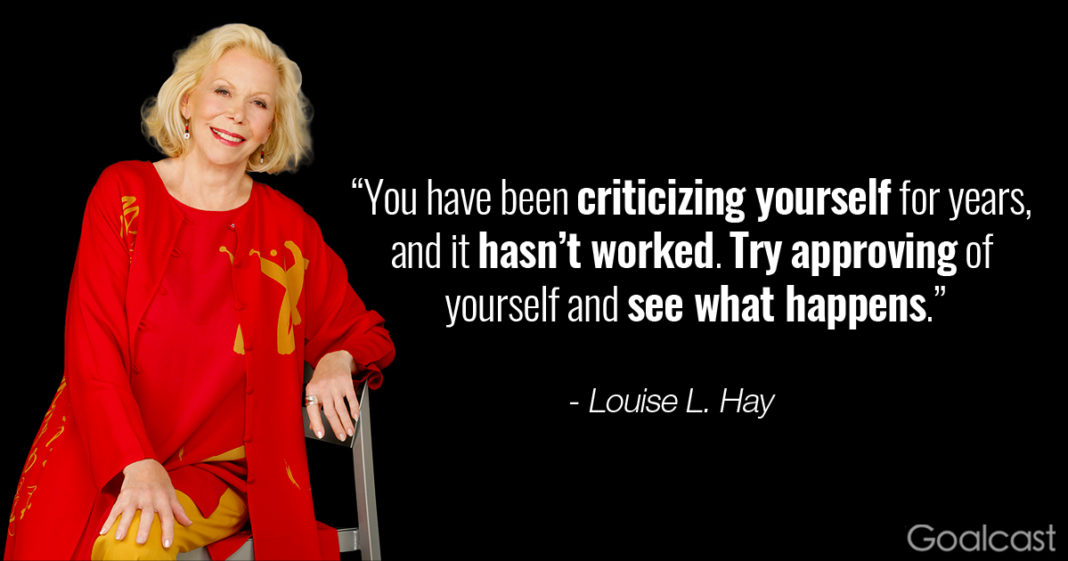 “You have been criticizing yourself for years,
and it hasn’t worked. Try approving of
yourself and see what happens.”
- Louise L. Hay
Goalcast